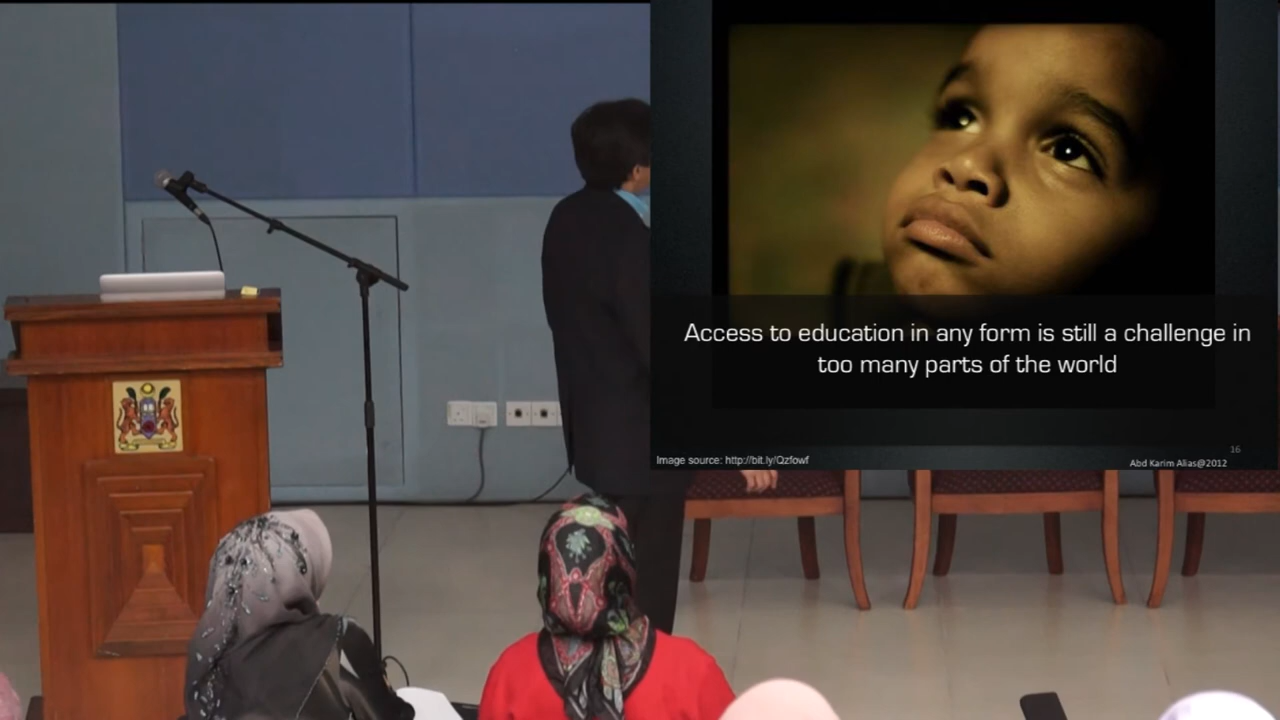 Access to education in any form is still a challenge in
too many parts of the world
16
Image source: http://bit.ly/Qzfowf
Abd Karim Alias@2012